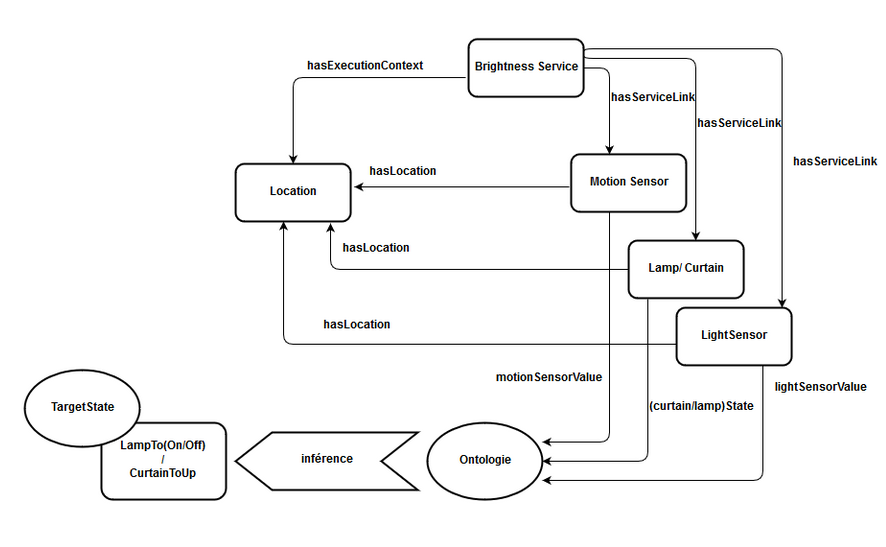 Brightness Service
hasExecutionContext
hasServiceLink
hasServiceLink
hasServiceLink
hasLocation
Motion Sensor
Location
hasLocation
Lamp/ Curtain
hasLocation
LightSensor
motionSensorValue
lightSensorValue
(curtain/lamp)State
TargetState
LampTo(On/Off)
/
CurtainToUp
inférence
Ontologie